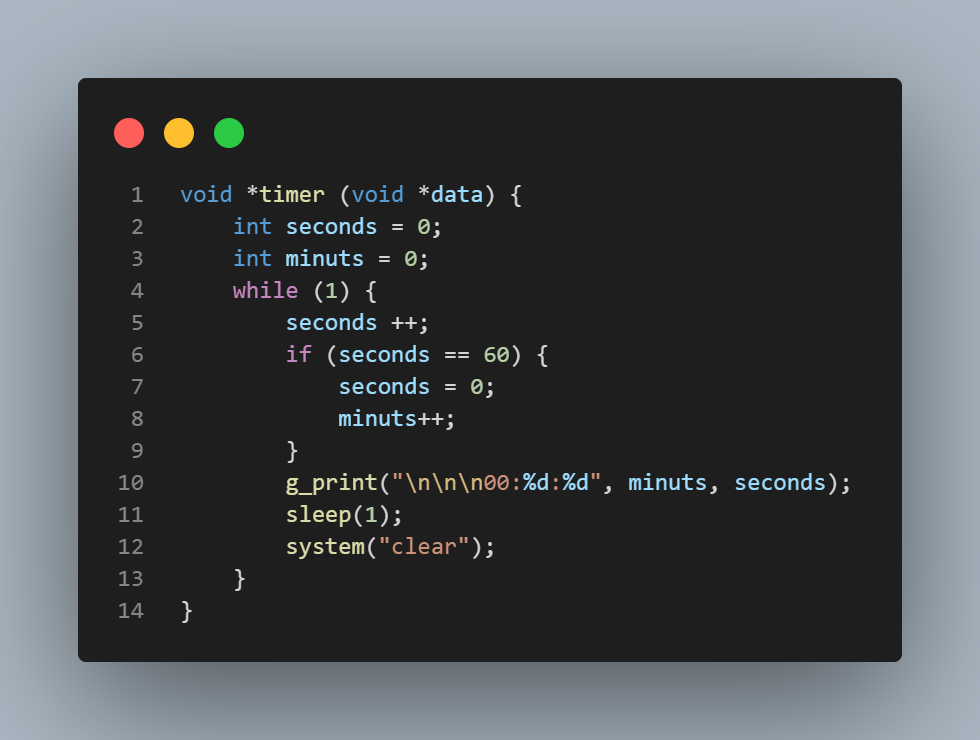 1 void *timer (void *data) {
2 int seconds = 0;
3 int minuts = 0;
4 while (1) {
5 seconds ++;
6 if (seconds == 60) {
7 seconds = 0;
8 minuts++;
9 }
10 g_print("\n\n\n00:%d:%d", minuts, seconds);
11 sleep(1);
12 system("clear");
13 }
14 }